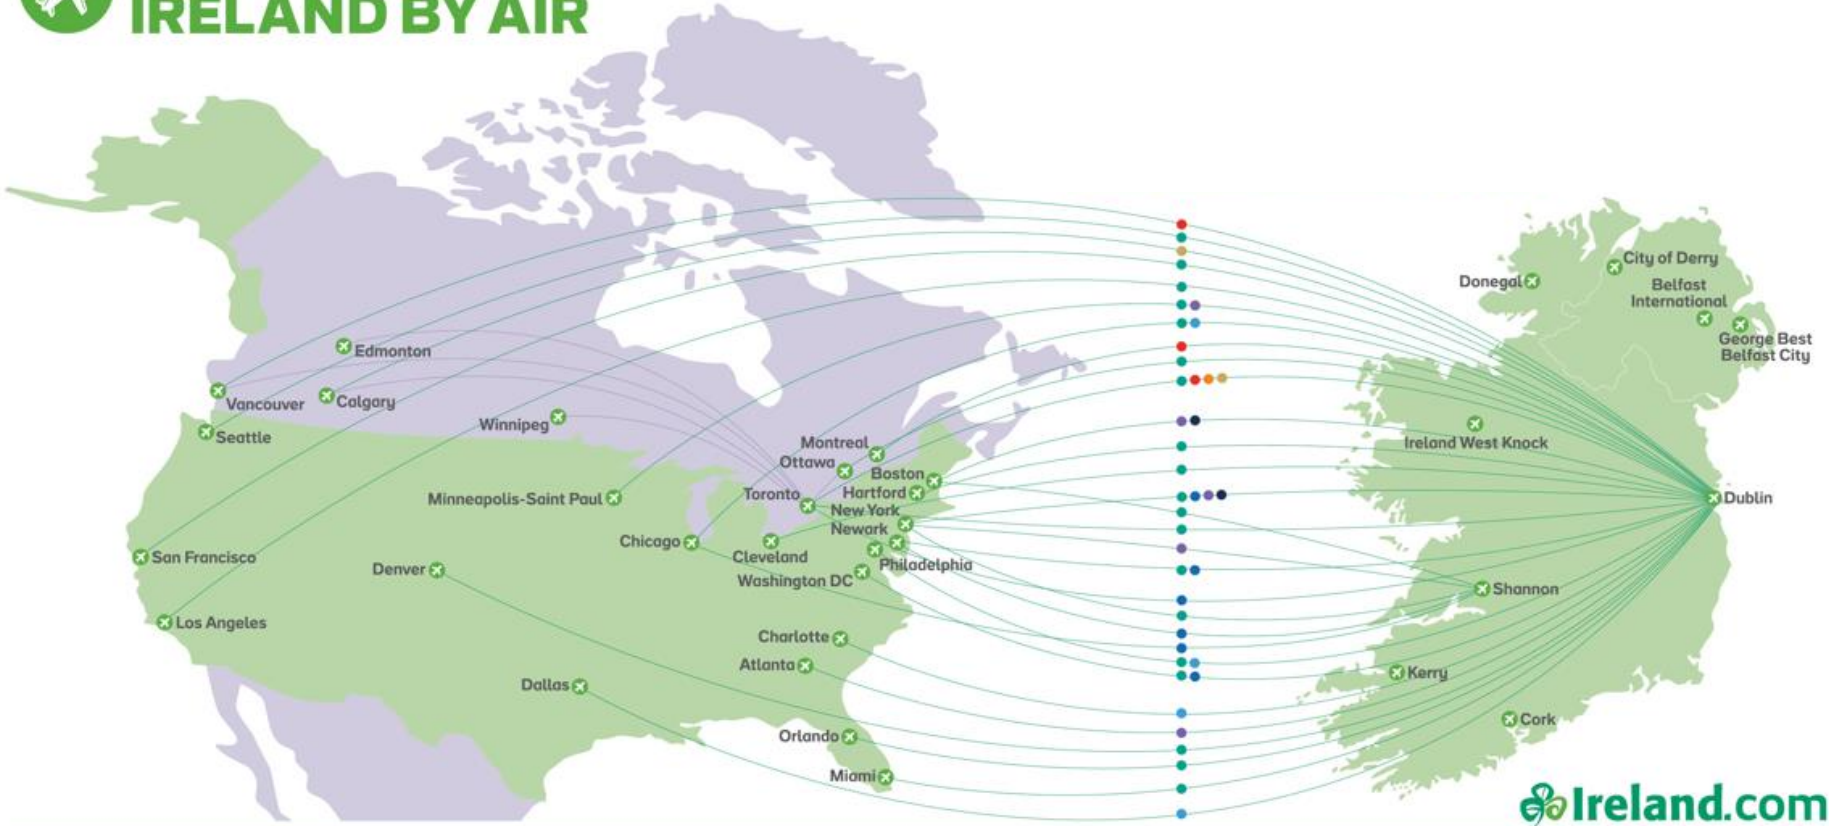 IRELAND BY AIR
City of Derry
Donegal
Belfast
International
George Best
Belfast City
Edmonton
Vancouver
Calgary
Winnipeg
Seattle
Ireland West Knock
Montreal
Ottawa
Boston
Minneapolis-Saint Paul
Toronto
Hartford
Dublin
New York
Newark
Chicago
Cleveland
San Francisco
Denver
Philadelphia
Washington DC
Shannon
Los Angeles
Charlotte
Atlanta
Kerry
Dallas
Cork
Orlando
Miami
Ireland.com